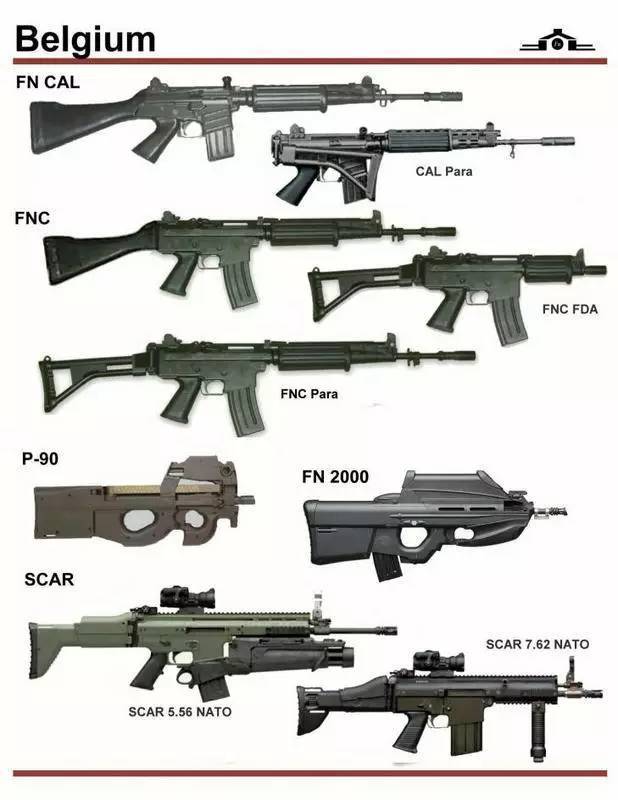 Belgium
FN CAL
CAL Para
FNC
FNC FDA
FNC Para
P-90
FN 2000
SCAR
SCAR 7.62 NATO
SCAR 5.56 NATO